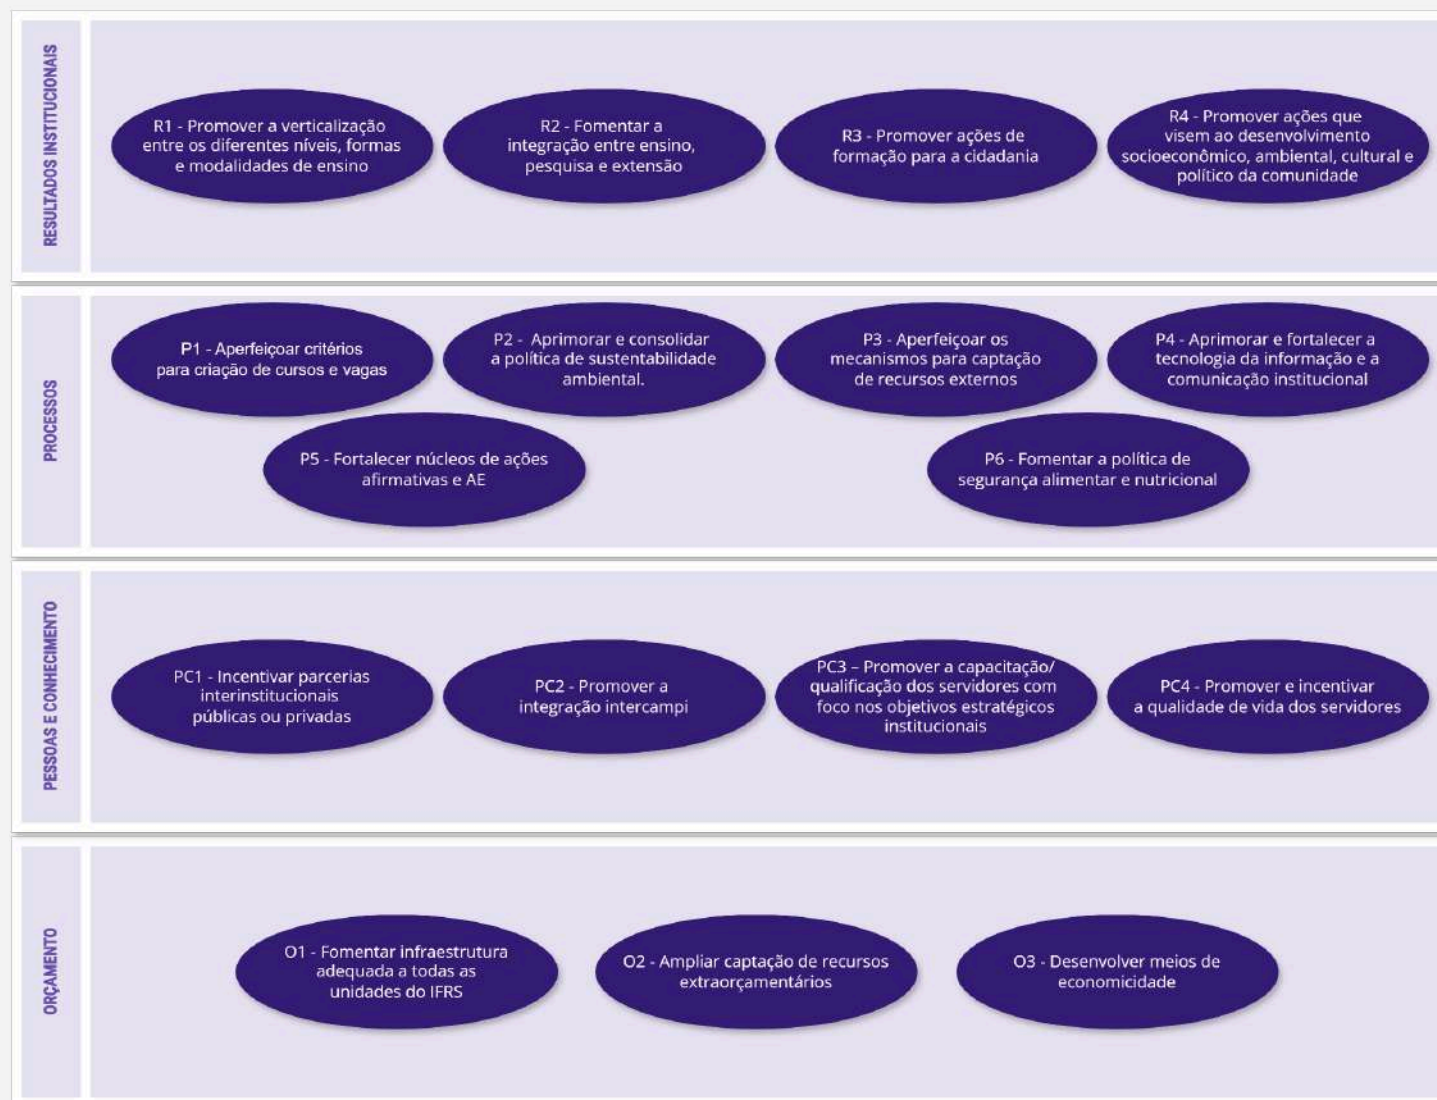 RESULTADOS INSTITUCIONAIS
R1 - Promover a verticalização
entre os diferentes níveis, formas
e modalidades de ensino
R2 - Fomentar a
integração entre ensino,
pesquisa e extensão
R3 - Promover ações de
formação para a cidadania
R4 - Promover ações que
visem ao desenvolvimento
socioeconômico, ambiental, cultural e
político da comunidade
PROCESSOS
P1 - Aperfeiçoar critérios
para criação de cursos e vagas
P2 - Aprimorar e consolidar
a política de sustentabilidade
ambiental.
P3 - Aperfeiçoar os
mecanismos para captação
de recursos externos
P4 - Aprimorar e fortalecer a
tecnologia da informação e a
comunicação institucional
P5 - Fortalecer núcleos de ações
afirmativas e AE
P6 - Fomentar a política de
segurança alimentar e nutricional
PESSOAS E CONHECIMENTO
PC1 - Incentivar parcerias
interinstitucionais
públicas ou privadas
PC2 - Promover a
integração intercampi
PC3 – Promover a capacitação/
qualificação dos servidores com
foco nos objetivos estratégicos
institucionais
PC4 - Promover e incentivar
a qualidade de vida dos servidores
ORÇAMENTO
O1 - Fomentar infraestrutura
adequada a todas as
unidades do IFRS
O2 - Ampliar captação de recursos
extraorçamentários
O3 - Desenvolver meios de
economicidade